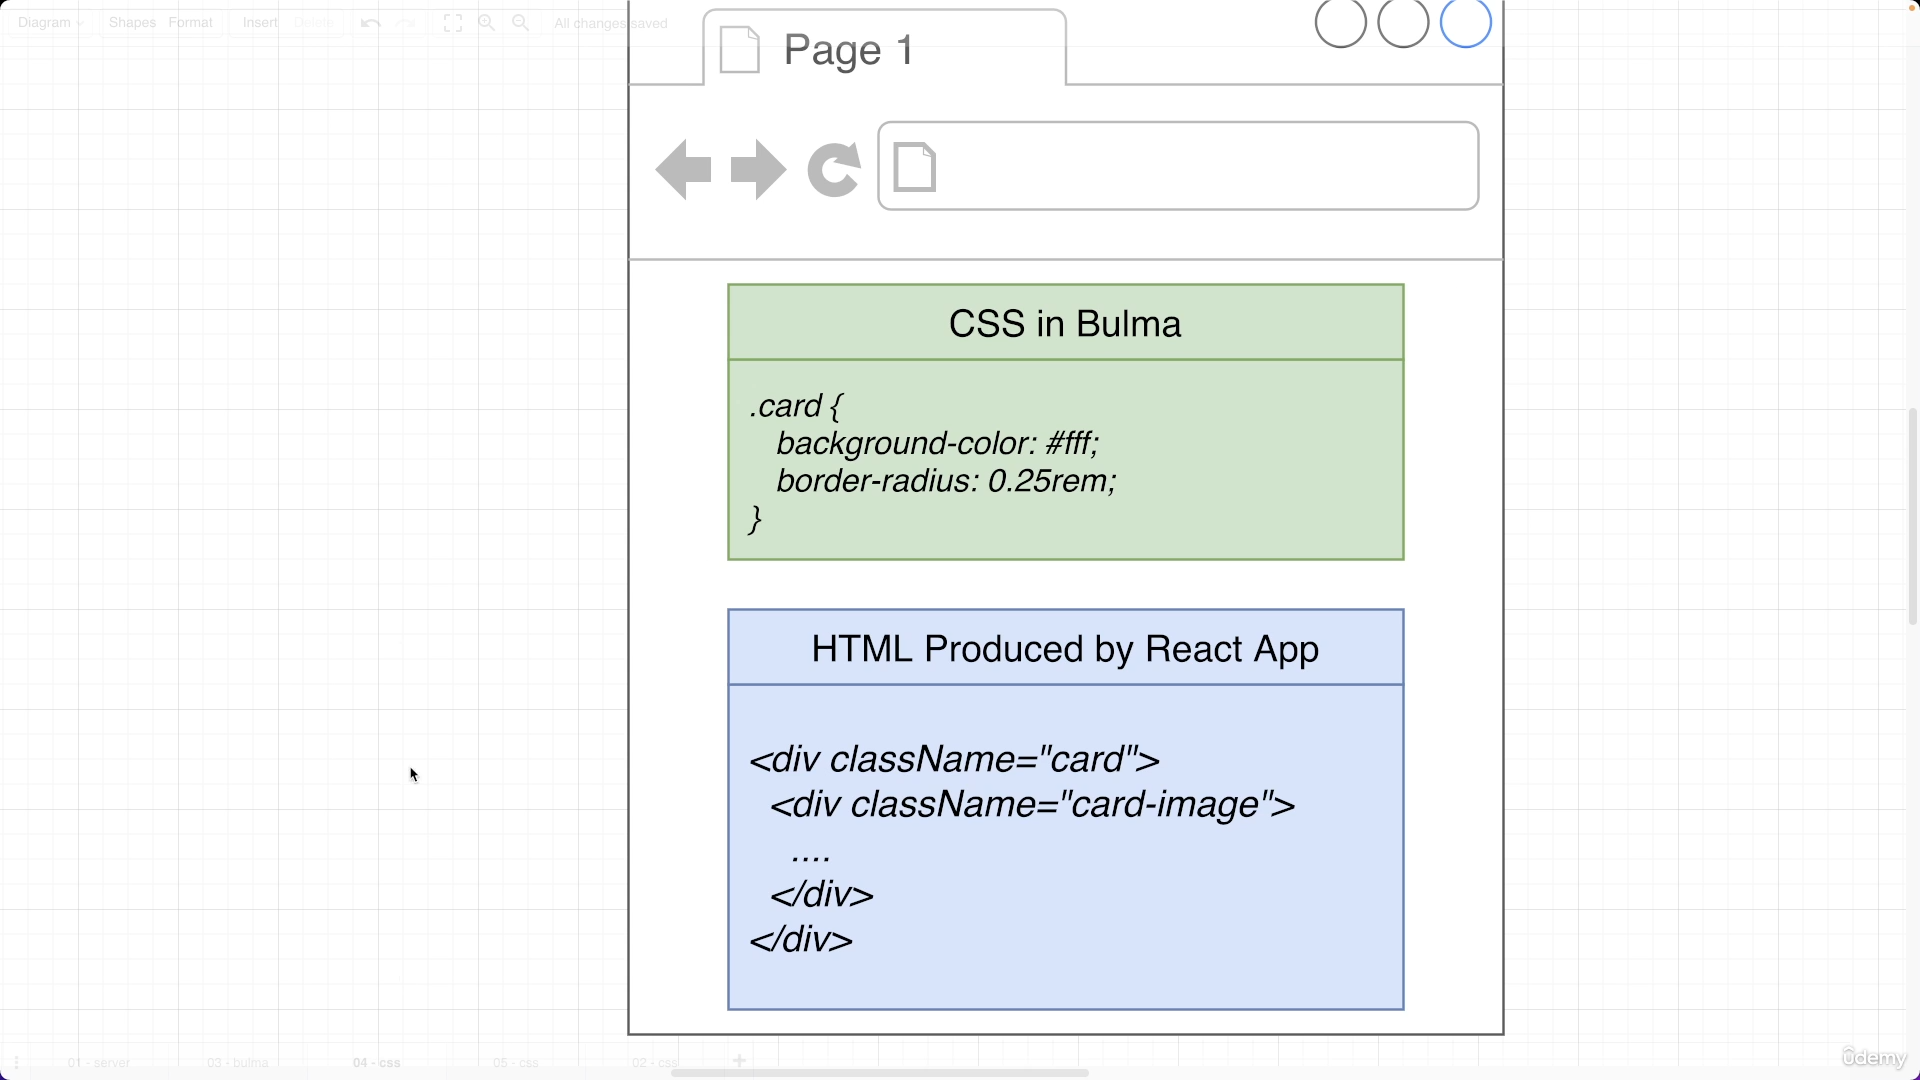 Diagram Shapes Format Insert Delete All changes saved
Page 1
CSS in Bulma
.card {
background-color: #fff;
border-radius: 0.25rem;
}
HTML Produced by React App
<div className="card">
<div className="card-image">
....
</div>
</div>
01 - server 03 - bulma 04 - css 05 - css 02 - css
ûdemy